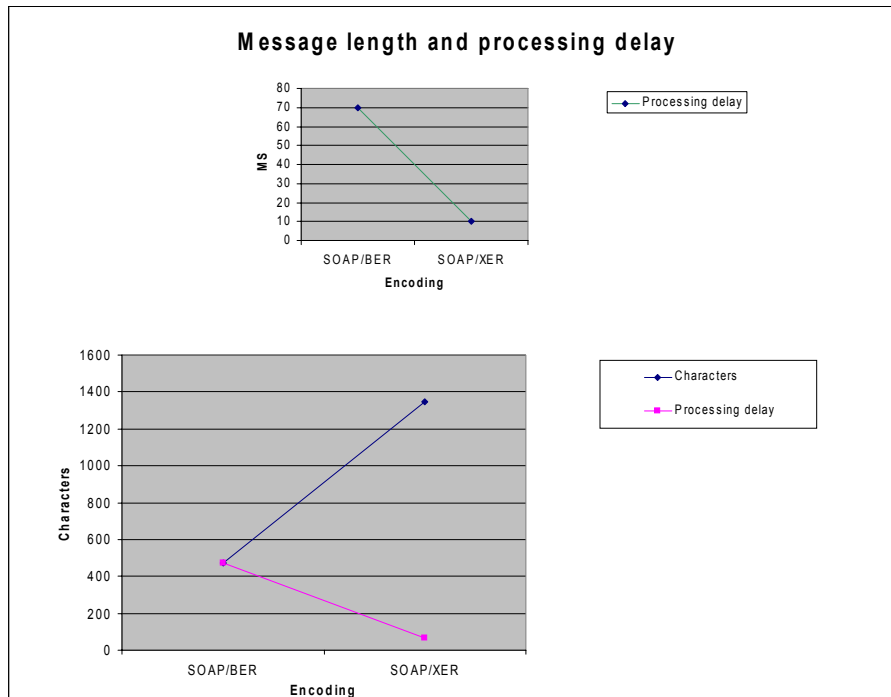 Message length and processing delay
80
70
60
50
40
30
20
10
0
MS
SOAP/BER SOAP/XER
Encoding
Processing delay
1600
1400
1200
1000
800
600
400
200
0
Characters
SOAP/BER SOAP/XER
Encoding
Characters
Processing delay